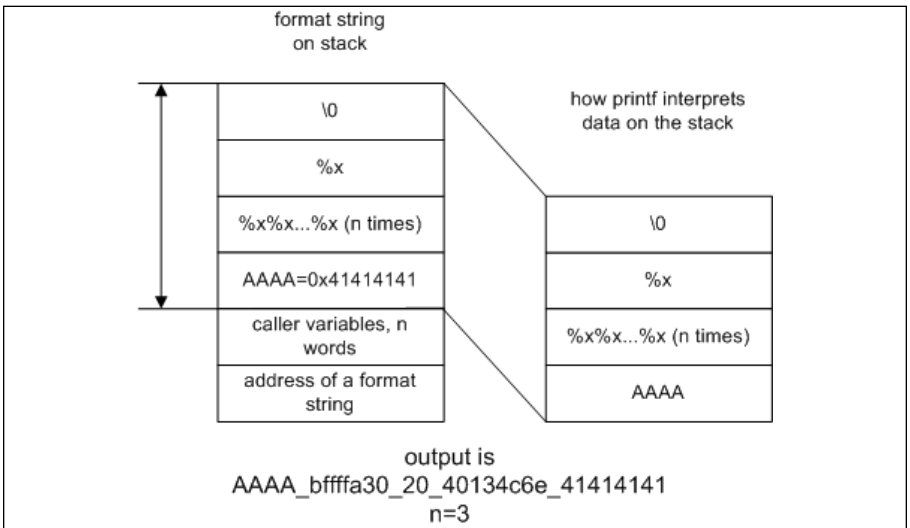 format string
on stack
\0
%x
%x%x...%x (n times)
AAAA=0x41414141
caller variables, n
words
address of a format
string
how printf interprets
data on the stack
\0
%x
%x%x...%x (n times)
AAAA
output is
AAAA_bffffa30_20_40134c6e_41414141
n=3